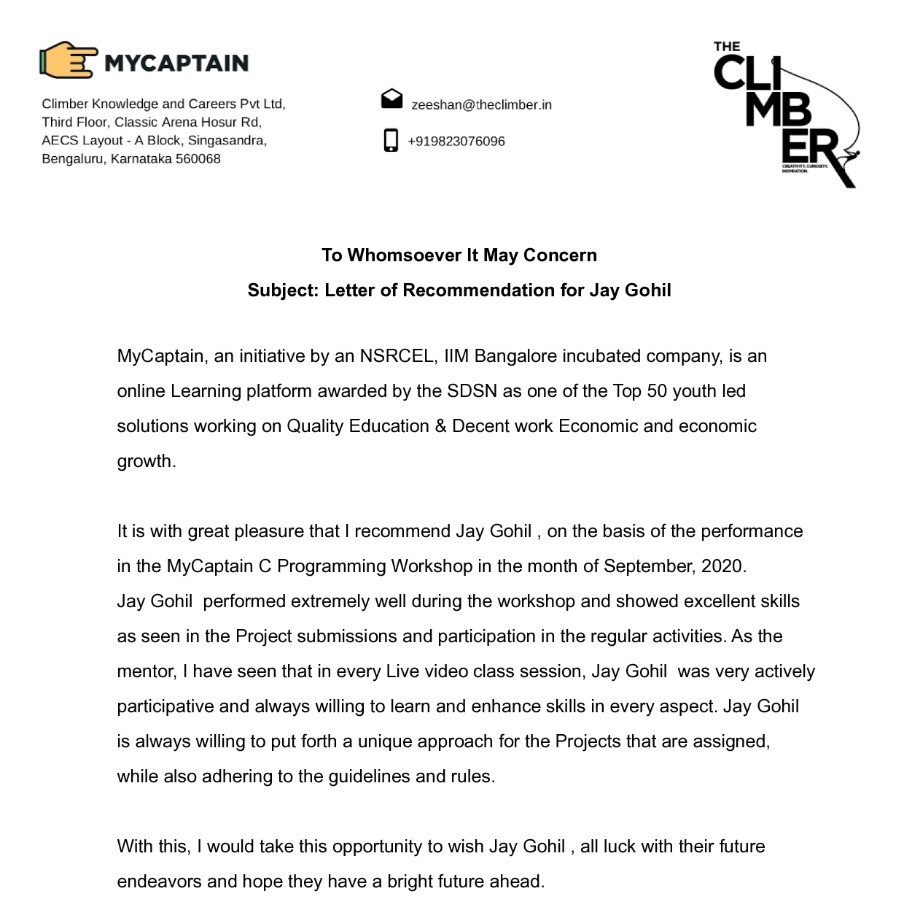 MYCAPTAIN
Climber Knowledge and Careers Pvt Ltd,
Third Floor, Classic Arena Hosur Rd,
AECS Layout - A Block, Singasandra,
Bengaluru, Karnataka 560068
zeeshan@theclimber.in
+919823076096
THE
CLI
MB
ER
CREATIVITY. CURIOSITY.
INSPIRATION.
To Whomsoever It May Concern
Subject: Letter of Recommendation for Jay Gohil
MyCaptain, an initiative by an NSRCEL, IIM Bangalore incubated company, is an
online Learning platform awarded by the SDSN as one of the Top 50 youth led
solutions working on Quality Education & Decent work Economic and economic
growth.
It is with great pleasure that I recommend Jay Gohil , on the basis of the performance
in the MyCaptain C Programming Workshop in the month of September, 2020.
Jay Gohil  performed extremely well during the workshop and showed excellent skills
as seen in the Project submissions and participation in the regular activities. As the
mentor, I have seen that in every Live video class session, Jay Gohil  was very actively
participative and always willing to learn and enhance skills in every aspect. Jay Gohil
is always willing to put forth a unique approach for the Projects that are assigned,
while also adhering to the guidelines and rules.
With this, I would take this opportunity to wish Jay Gohil , all luck with their future
endeavors and hope they have a bright future ahead.